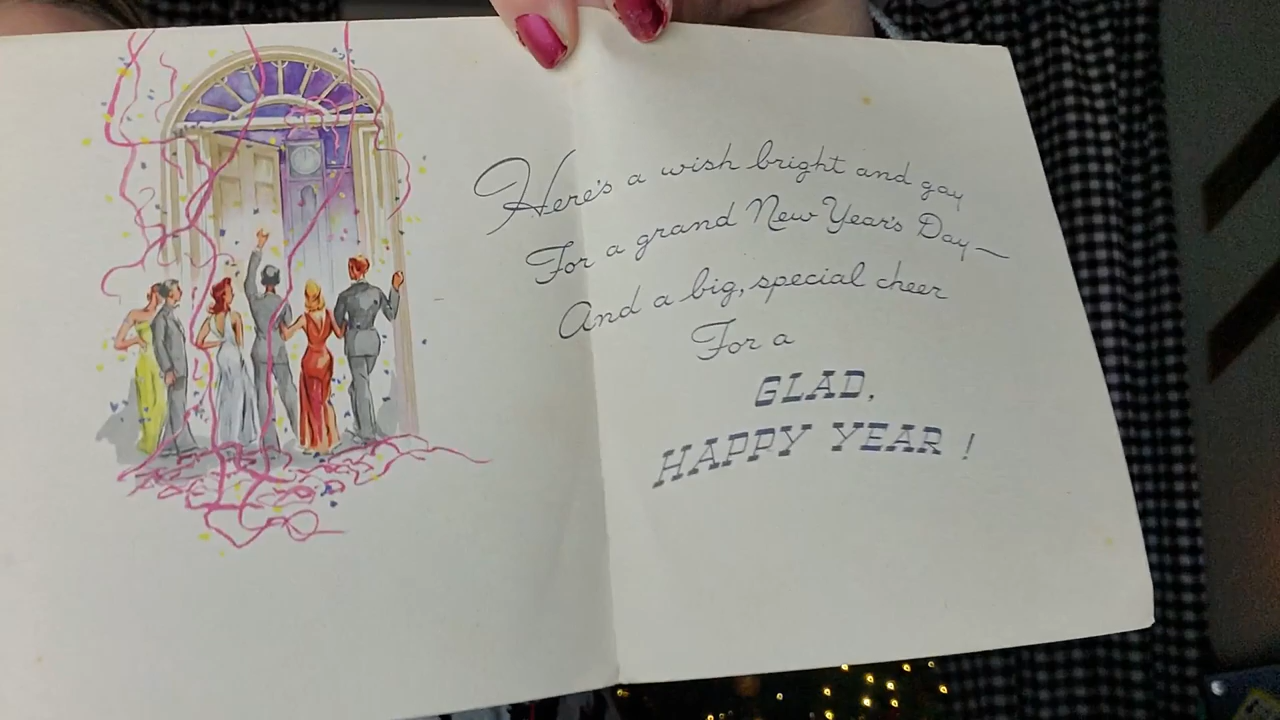 Here's a wish bright and gay
For a grand New Year's Day—
And a big, special cheer
For a
GLAD,
HAPPY YEAR!